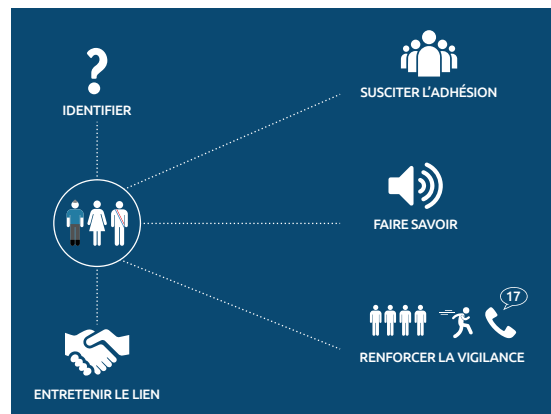 ?
IDENTIFIER
SUSCITER L'ADHÉSION
FAIRE SAVOIR
17
RENFORCER LA VIGILANCE
ENTRETENIR LE LIEN